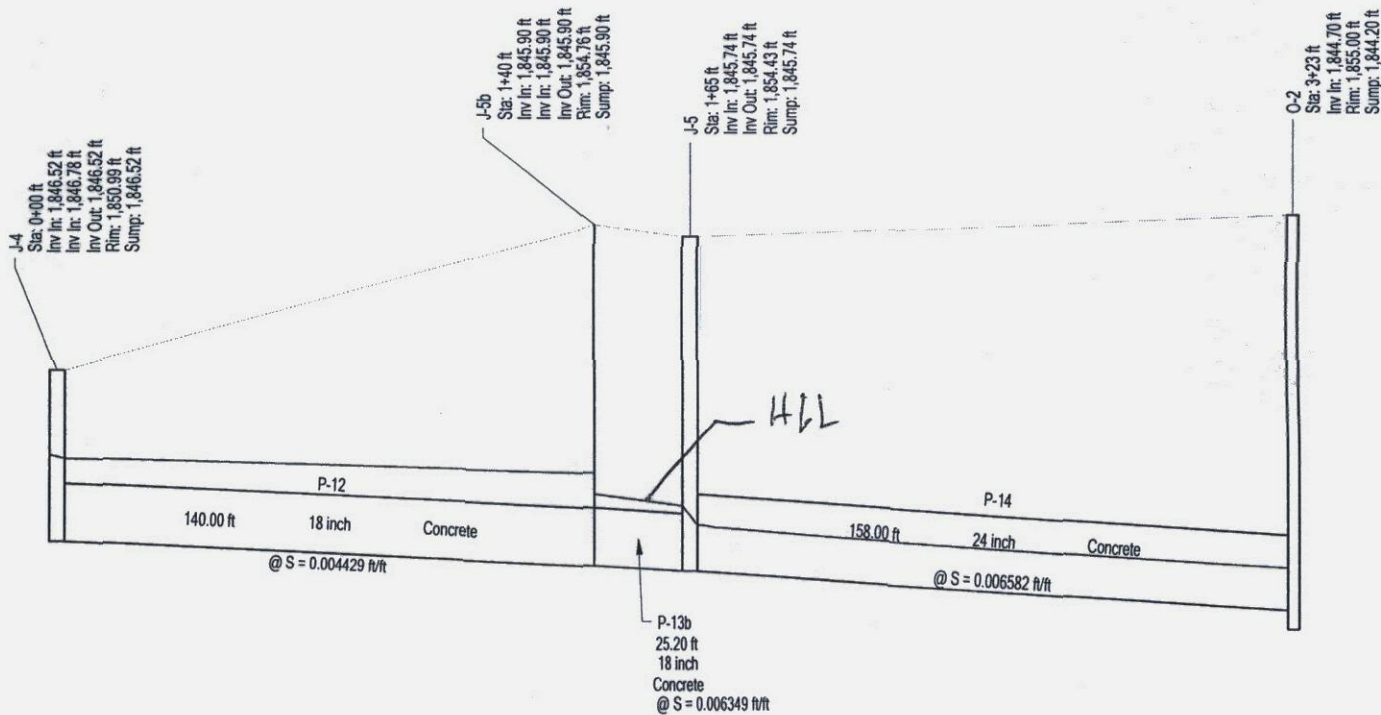 J-4
Sta: 0+00 ft
Inv In: 1,846.52 ft
Inv In: 1,846.78 ft
Inv Out: 1,846.52 ft
Rim: 1,850.99 ft
Sump: 1,846.52 ft
J-5b
Sta: 1+40 ft
Inv In: 1,845.90 ft
Inv In: 1,845.90 ft
Inv Out: 1,845.90 ft
Rim: 1,854.76 ft
Sump: 1,845.90 ft
J-5
Sta: 1+65 ft
Inv In: 1,845.74 ft
Inv Out: 1,845.74 ft
Rim: 1,854.43 ft
Sump: 1,845.74 ft
O-2
Sta: 3+23 ft
Inv In: 1,844.70 ft
Rim: 1,855.00 ft
Sump: 1,844.20 ft
HGL
P-12
140.00 ft 18 inch Concrete
@ S = 0.004429 ft/ft
P-14
158.00 ft 24 inch Concrete
@ S = 0.006582 ft/ft
P-13b
25.20 ft
18 inch
Concrete
@ S = 0.006349 ft/ft